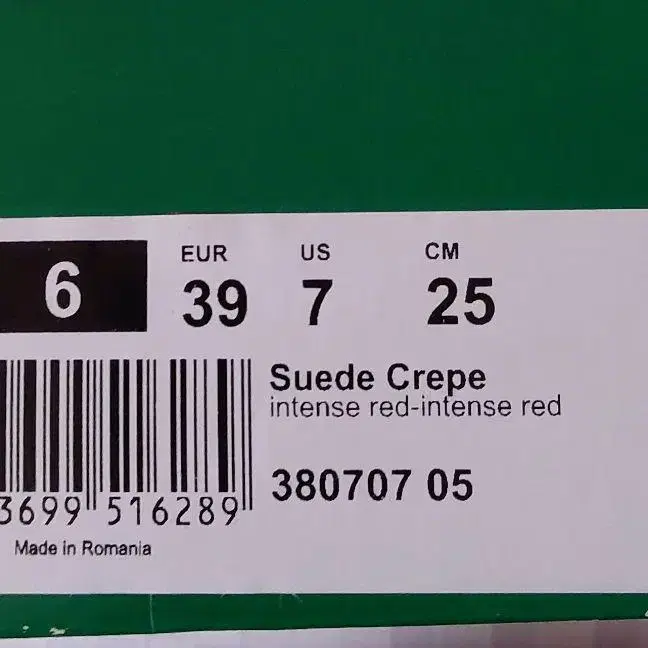 EUR US CM
6 39 7 25
Suede Crepe
intense red-intense red
380707 05
3699 516289
Made in Romania